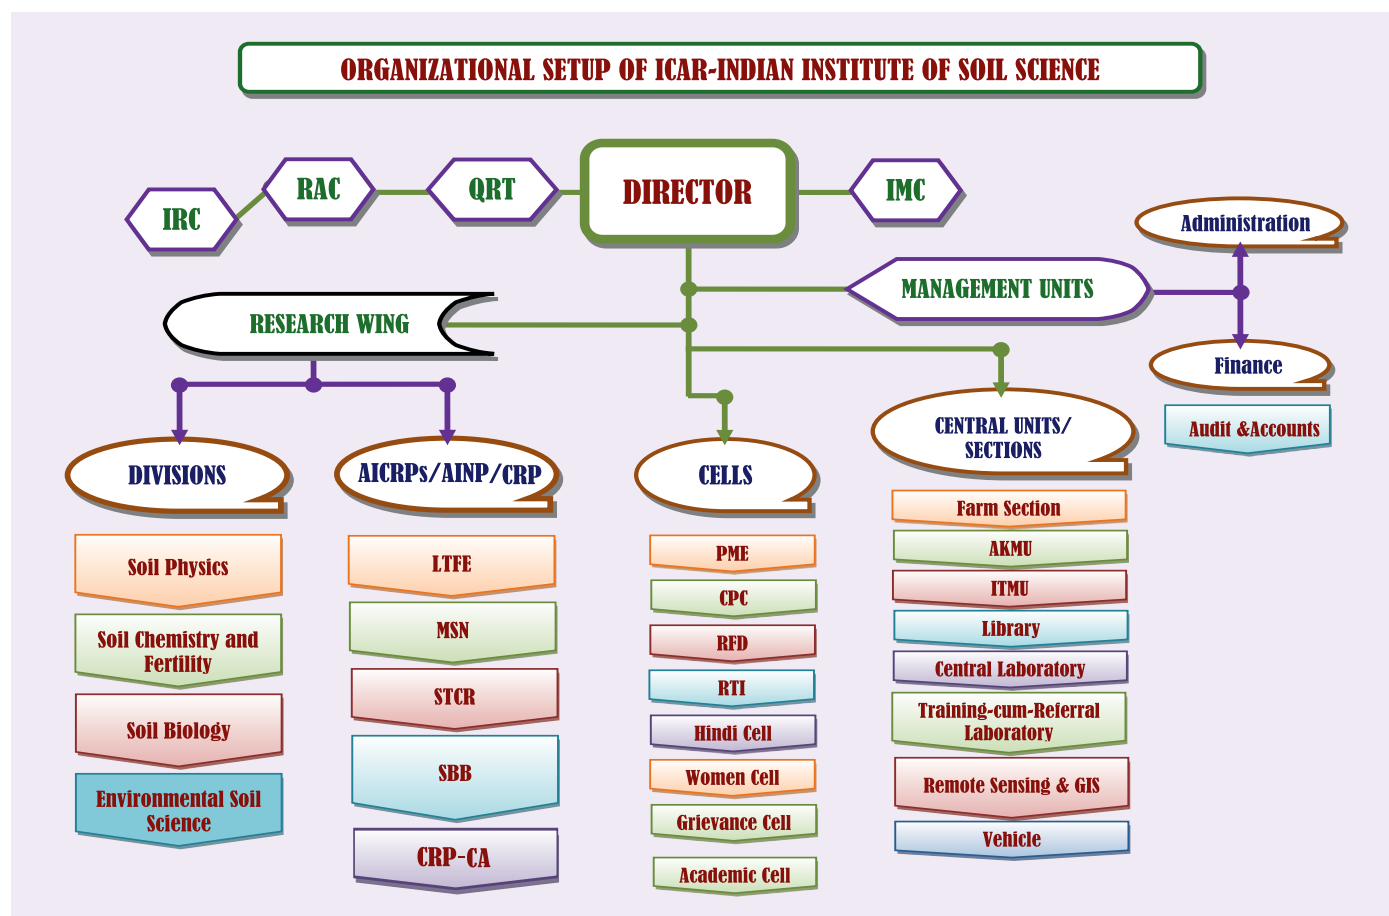 ORGANIZATIONAL SETUP OF ICAR-INDIAN INSTITUTE OF SOIL SCIENCE
IRC
RAC
QRT
DIRECTOR
IMC
MANAGEMENT UNITS
Administration
Finance
Audit &Accounts
RESEARCH WING
DIVISIONS
Soil Physics
Soil Chemistry and
Fertility
Soil Biology
Environmental Soil
Science
AICRPs/AINP/CRP
LTFE
MSN
STCR
SBB
CRP-CA
CELLS
PME
CPC
RFD
RTI
Hindi Cell
Women Cell
Grievance Cell
Academic Cell
CENTRAL UNITS/
SECTIONS
Farm Section
AKMU
ITMU
Library
Central Laboratory
Training-cum-Referral
Laboratory
Remote Sensing & GIS
Vehicle